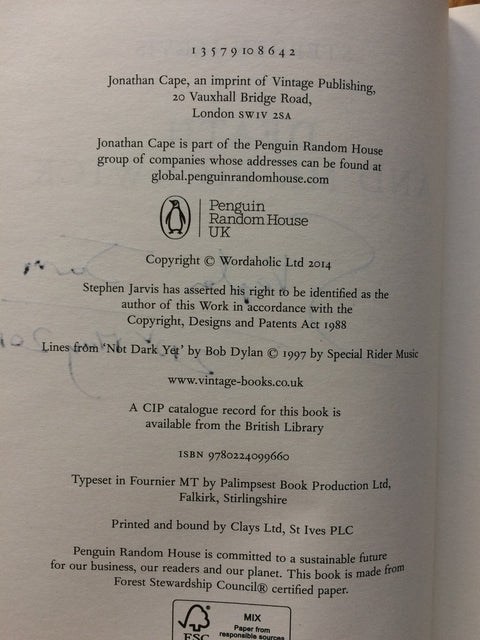 1 3 5 7 9 10 8 6 4 2
Jonathan Cape, an imprint of Vintage Publishing,
20 Vauxhall Bridge Road,
London SW1V 2SA
Jonathan Cape is part of the Penguin Random House
group of companies whose addresses can be found at
global.penguinrandomhouse.com
Penguin
Random House
UK
Copyright © Wordaholic Ltd 2014
Stephen Jarvis has asserted his right to be identified as the
author of this Work in accordance with the
Copyright, Designs and Patents Act 1988
Lines from 'Not Dark Yet' by Bob Dylan © 1997 by Special Rider Music
www.vintage-books.co.uk
A CIP catalogue record for this book is
available from the British Library
ISBN 9780224099660
Typeset in Fournier MT by Palimpsest Book Production Ltd,
Falkirk, Stirlingshire
Printed and bound by Clays Ltd, St Ives PLC
Penguin Random House is committed to a sustainable future
for our business, our readers and our planet. This book is made from
Forest Stewardship Council® certified paper.
MIX
Paper from
responsible sources
FSC